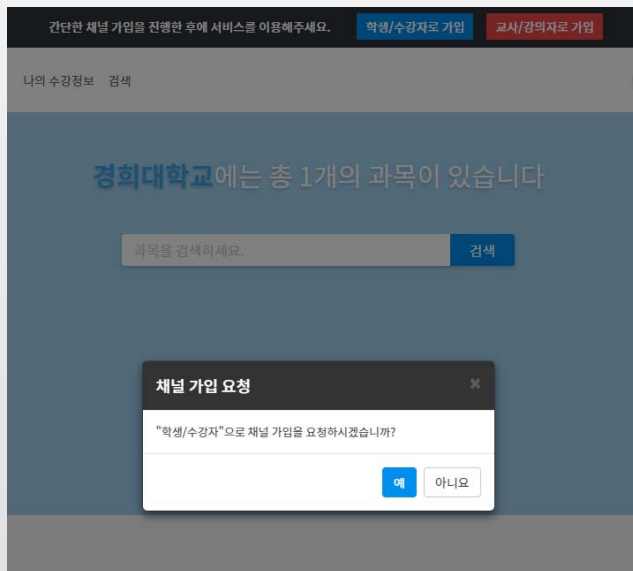 간단한 채널 가입을 진행한 후에 서비스를 이용해주세요. 학생/수강자로 가입 교사/강의자로 가입
나의 수강정보 검색
경희대학교에는 총 1개의 과목이 있습니다
과목을 검색하세요. 검색
채널 가입 요청
"학생/수강자"으로 채널 가입을 요청하시겠습니까?
예 아니요